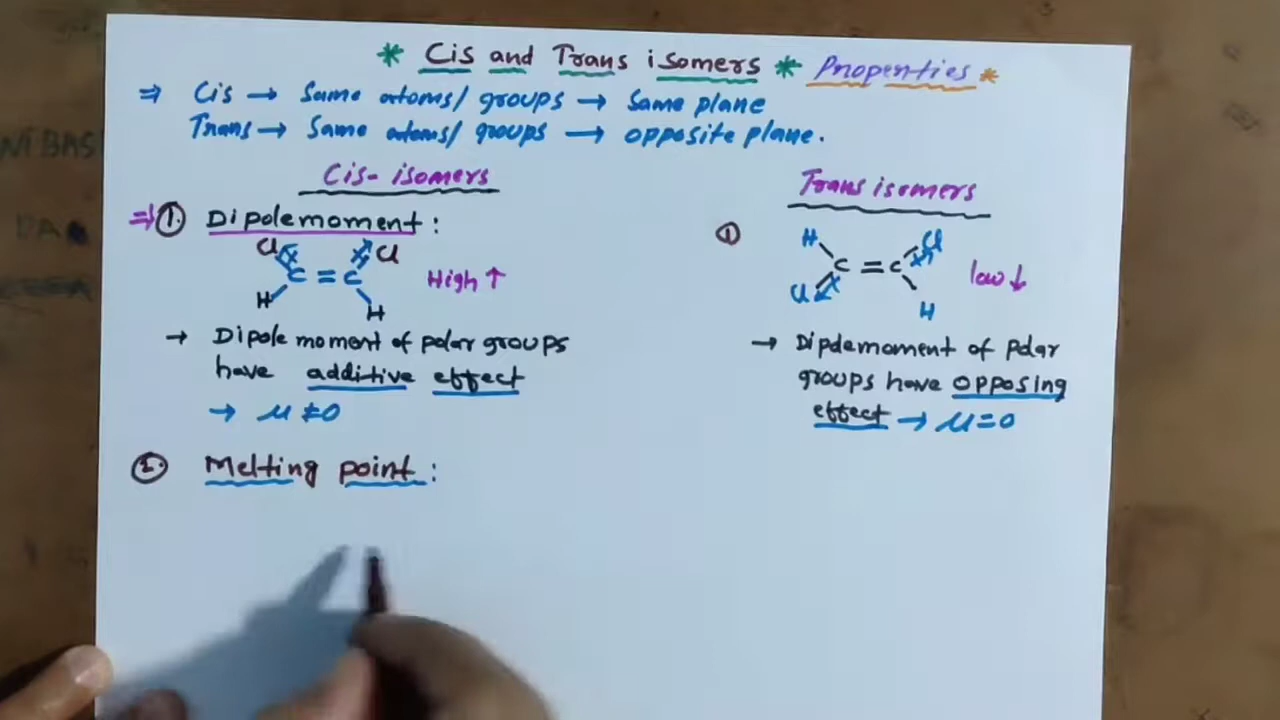 * Cis and Trans isomers * Properties *
⇒ Cis → Same atoms/groups → Same plane
Trans → Same atoms/ groups → opposite plane.
Cis- isomers
⇒ ① Dipolemoment:
Cl Cl
C = C High ↑
H H
→ Dipole moment of polar groups
have additive effect
→ μ ≠ 0
② Melting point:
Trans isomers
①
H Cl
C = C low ↓
Cl H
→ Dipolemoment of polar
groups have opposing
effect → μ = 0